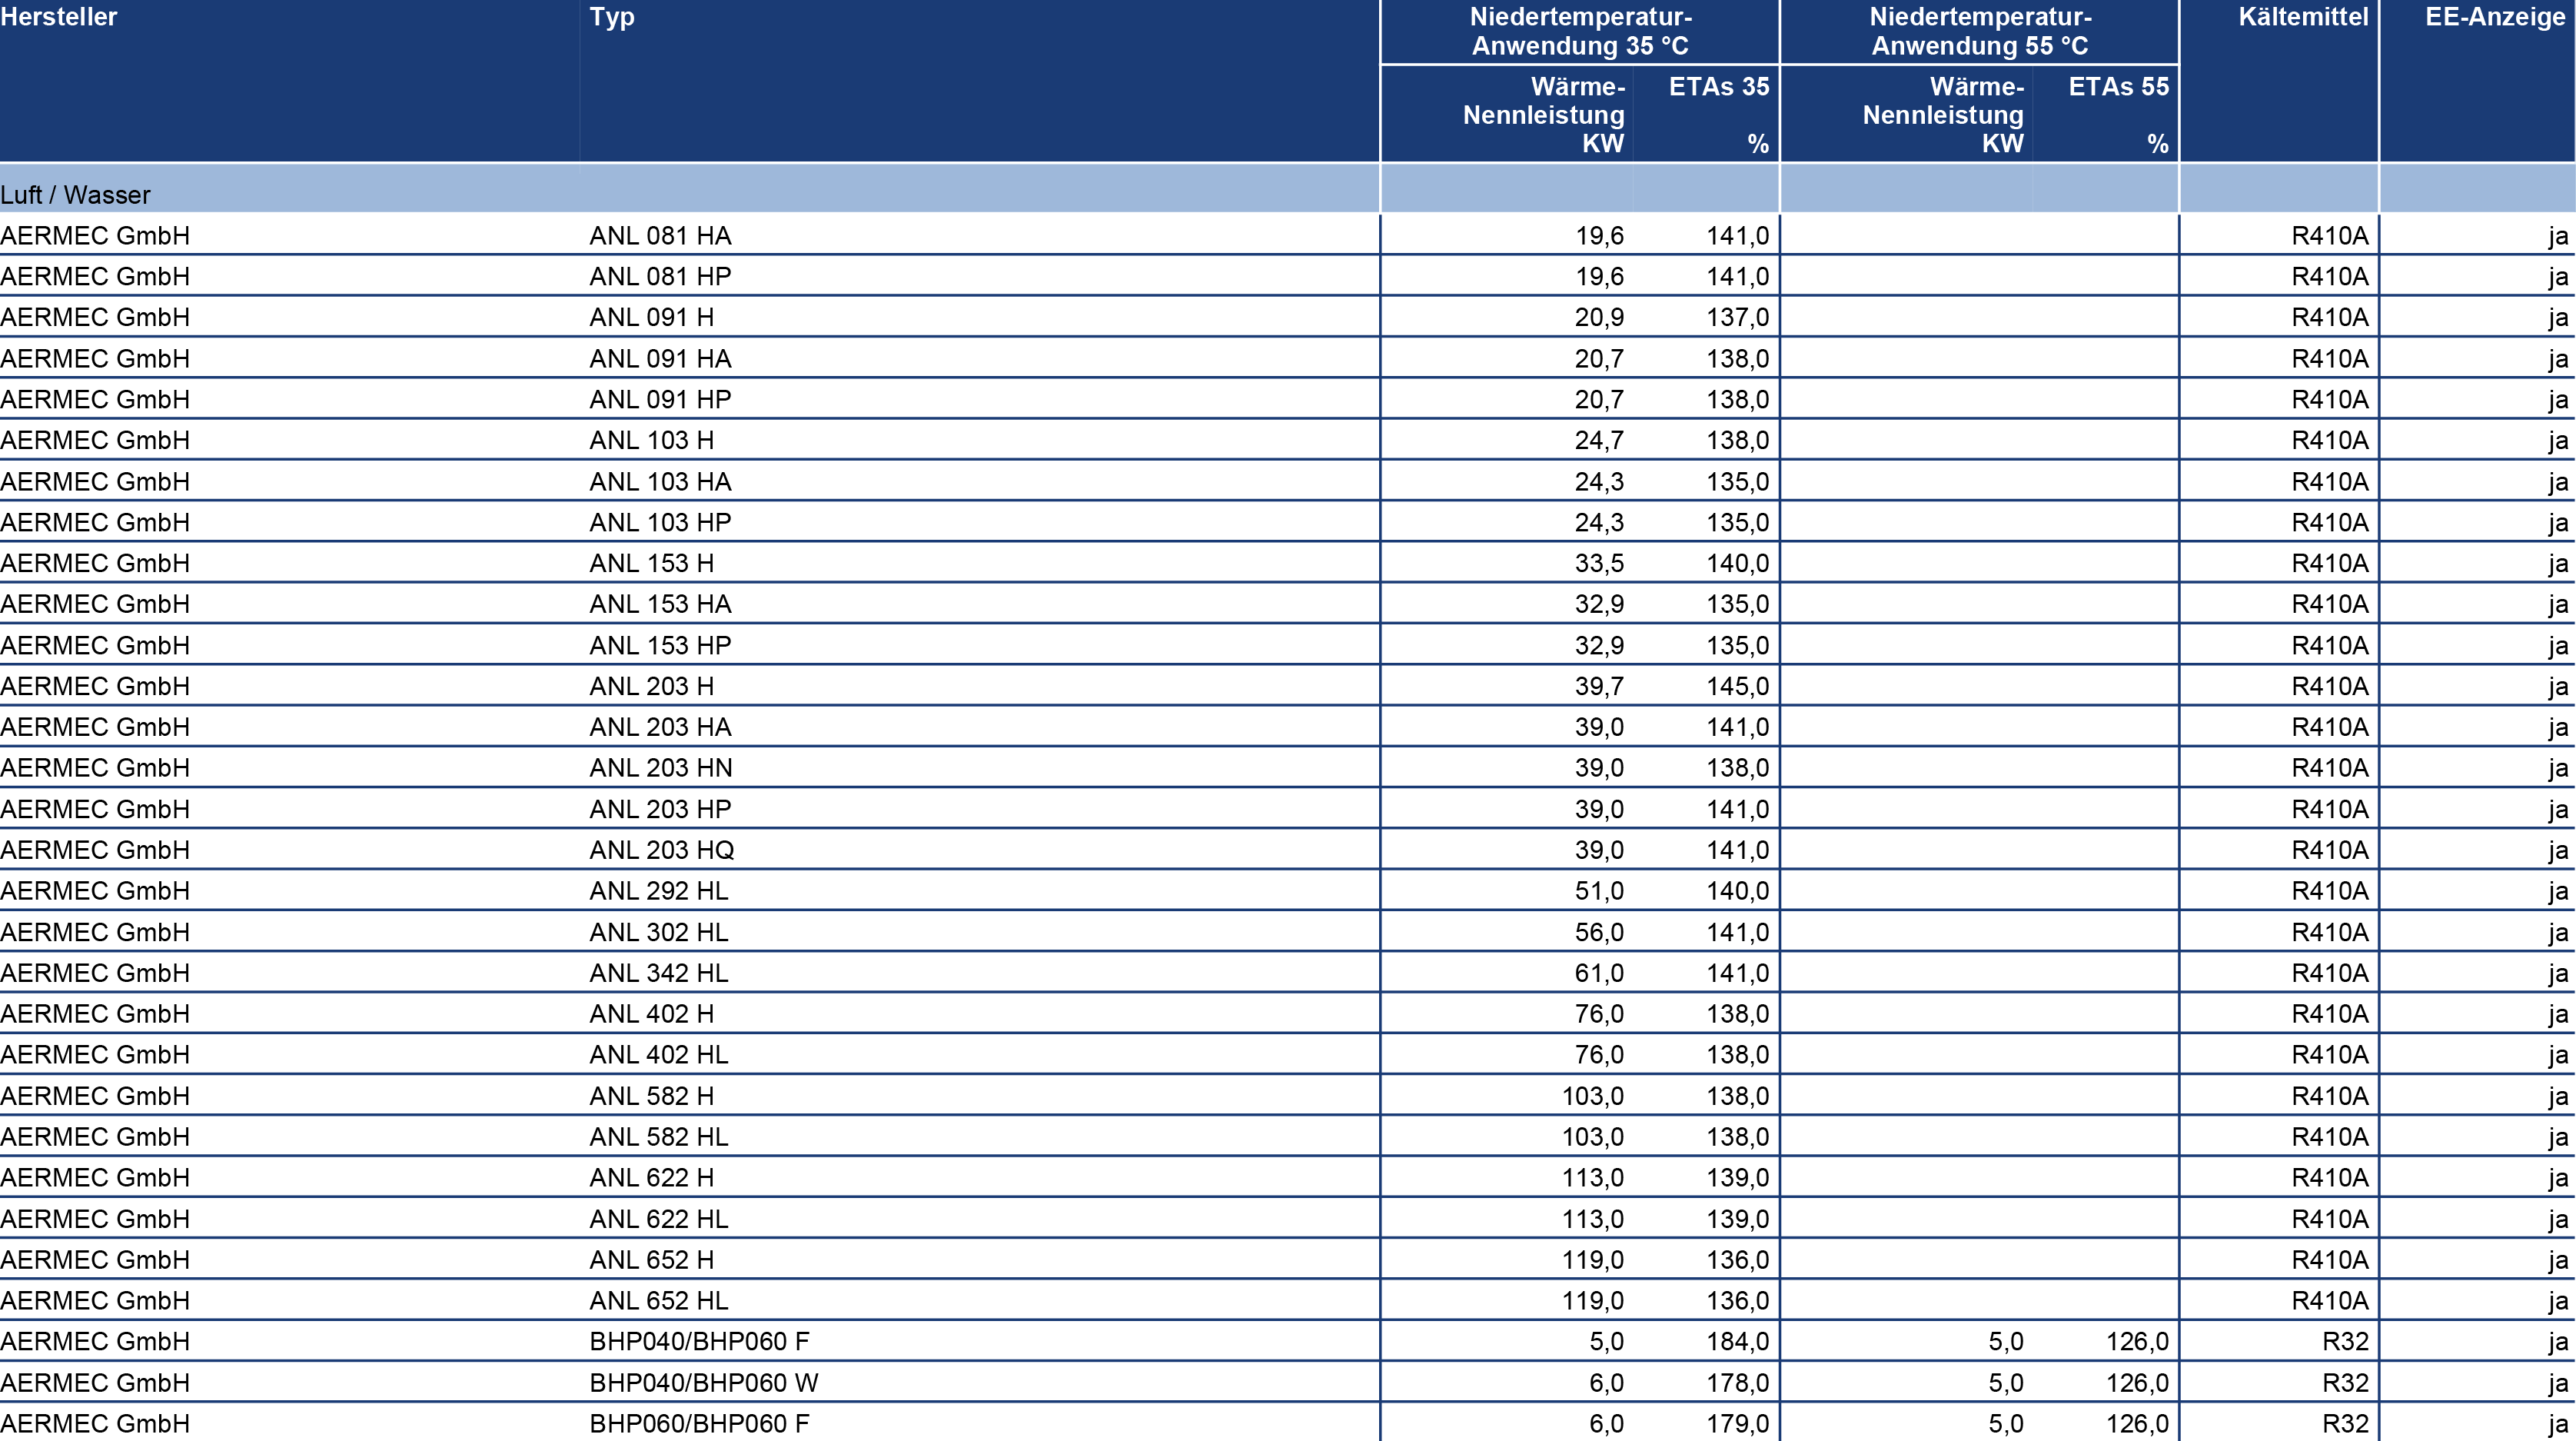 Hersteller Typ Niedertemperatur-Anwendung 35 °C Niedertemperatur-Anwendung 55 °C Kältemittel EE-Anzeige
Wärme-Nennleistung KW ETAs 35 % Wärme-Nennleistung KW ETAs 55 %
Luft / Wasser
AERMEC GmbH ANL 081 HA 19,6 141,0 R410A ja
AERMEC GmbH ANL 081 HP 19,6 141,0 R410A ja
AERMEC GmbH ANL 091 H 20,9 137,0 R410A ja
AERMEC GmbH ANL 091 HA 20,7 138,0 R410A ja
AERMEC GmbH ANL 091 HP 20,7 138,0 R410A ja
AERMEC GmbH ANL 103 H 24,7 138,0 R410A ja
AERMEC GmbH ANL 103 HA 24,3 135,0 R410A ja
AERMEC GmbH ANL 103 HP 24,3 135,0 R410A ja
AERMEC GmbH ANL 153 H 33,5 140,0 R410A ja
AERMEC GmbH ANL 153 HA 32,9 135,0 R410A ja
AERMEC GmbH ANL 153 HP 32,9 135,0 R410A ja
AERMEC GmbH ANL 203 H 39,7 145,0 R410A ja
AERMEC GmbH ANL 203 HA 39,0 141,0 R410A ja
AERMEC GmbH ANL 203 HN 39,0 138,0 R410A ja
AERMEC GmbH ANL 203 HP 39,0 141,0 R410A ja
AERMEC GmbH ANL 203 HQ 39,0 141,0 R410A ja
AERMEC GmbH ANL 292 HL 51,0 140,0 R410A ja
AERMEC GmbH ANL 302 HL 56,0 141,0 R410A ja
AERMEC GmbH ANL 342 HL 61,0 141,0 R410A ja
AERMEC GmbH ANL 402 H 76,0 138,0 R410A ja
AERMEC GmbH ANL 402 HL 76,0 138,0 R410A ja
AERMEC GmbH ANL 582 H 103,0 138,0 R410A ja
AERMEC GmbH ANL 582 HL 103,0 138,0 R410A ja
AERMEC GmbH ANL 622 H 113,0 139,0 R410A ja
AERMEC GmbH ANL 622 HL 113,0 139,0 R410A ja
AERMEC GmbH ANL 652 H 119,0 136,0 R410A ja
AERMEC GmbH ANL 652 HL 119,0 136,0 R410A ja
AERMEC GmbH BHP040/BHP060 F 5,0 184,0 5,0 126,0 R32 ja
AERMEC GmbH BHP040/BHP060 W 6,0 178,0 5,0 126,0 R32 ja
AERMEC GmbH BHP060/BHP060 F 6,0 179,0 5,0 126,0 R32 ja